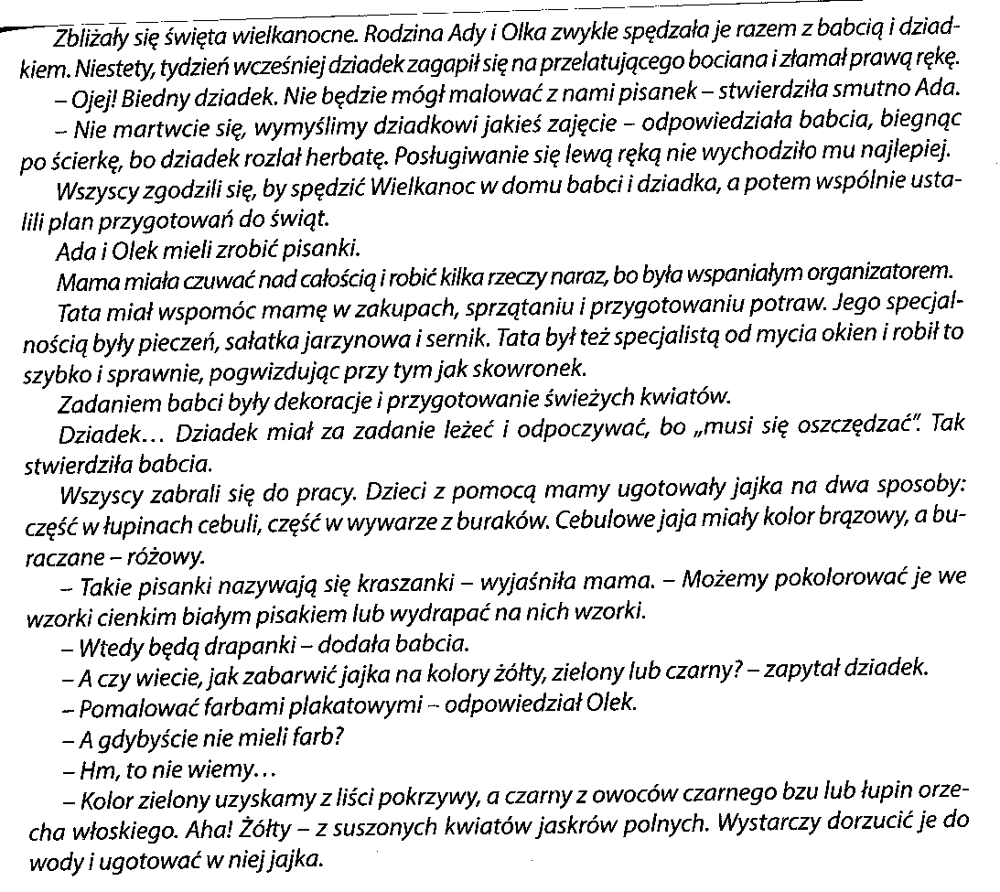 Zbliżały się święta wielkanocne. Rodzina Ady i Olka zwykle spędzała je razem z babcią i dziad-
kiem. Niestety, tydzień wcześniej dziadek zagapił się na przelatującego bociana i złamał prawą rękę.
– Ojej! Biedny dziadek. Nie będzie mógł malować z nami pisanek – stwierdziła smutno Ada.
– Nie martwcie się, wymyślimy dziadkowi jakieś zajęcie – odpowiedziała babcia, biegnąc
po ścierkę, bo dziadek rozlał herbatę. Posługiwanie się lewą ręką nie wychodziło mu najlepiej.
Wszyscy zgodzili się, by spędzić Wielkanoc w domu babci i dziadka, a potem wspólnie usta-
lili plan przygotowań do świąt.
Ada i Olek mieli zrobić pisanki.
Mama miała czuwać nad całością i robić kilka rzeczy naraz, bo była wspaniałym organizatorem.
Tata miał wspomóc mamę w zakupach, sprzątaniu i przygotowaniu potraw. Jego specjal-
nością były pieczeń, sałatka jarzynowa i sernik. Tata był też specjalistą od mycia okien i robił to
szybko i sprawnie, pogwizdując przy tym jak skowronek.
Zadaniem babci były dekoracje i przygotowanie świeżych kwiatów.
Dziadek... Dziadek miał za zadanie leżeć i odpoczywać, bo „musi się oszczędzać”. Tak
stwierdziła babcia.
Wszyscy zabrali się do pracy. Dzieci z pomocą mamy ugotowały jajka na dwa sposoby:
część w łupinach cebuli, część w wywarze z buraków. Cebulowe jaja miały kolor brązowy, a bu-
raczane – różowy.
– Takie pisanki nazywają się kraszanki – wyjaśniła mama. – Możemy pokolorować je we
wzorki cienkim białym pisakiem lub wydrapać na nich wzorki.
– Wtedy będą drapanki – dodała babcia.
– A czy wiecie, jak zabarwić jajka na kolory żółty, zielony lub czarny? – zapytał dziadek.
– Pomalować farbami plakatowymi – odpowiedział Olek.
– A gdybyście nie mieli farb?
– Hm, to nie wiemy...
– Kolor zielony uzyskamy z liści pokrzywy, a czarny z owoców czarnego bzu lub łupin orze-
cha włoskiego. Aha! Żółty – z suszonych kwiatów jaskrów polnych. Wystarczy dorzucić je do
wody i ugotować w niej jajka.